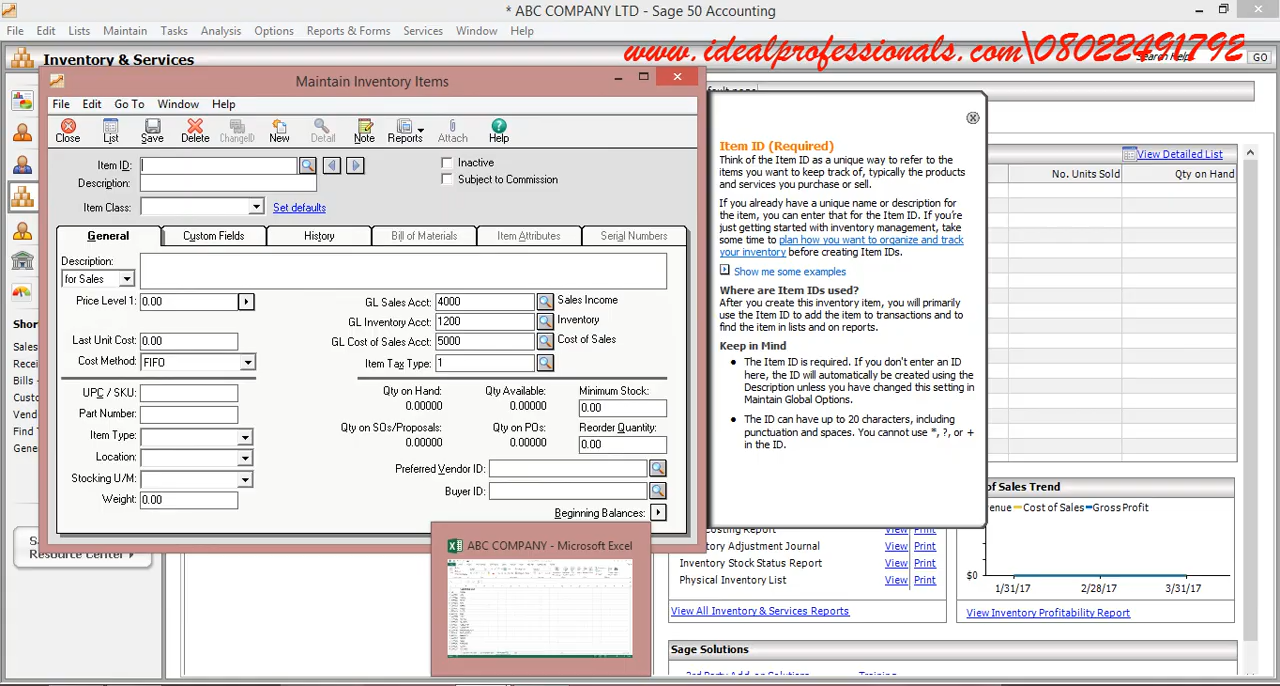 * ABC COMPANY LTD - Sage 50 Accounting
File Edit Lists Maintain Tasks Analysis Options Reports & Forms Services Window Help
www.idealprofessionals.com\08022491792
Inventory & Services
Search Help
GO
Maintain Inventory Items
File Edit Go To Window Help
Close List Save Delete ChangeID New Detail Note Reports Attach Help
Item ID:
Inactive
Description:
Subject to Commission
Item Class:
Set defaults
General Custom Fields History Bill of Materials Item Attributes Serial Numbers
Description:
for Sales
Price Level 1: 0.00
GL Sales Acct: 4000 Sales Income
GL Inventory Acct: 1200 Inventory
Last Unit Cost: 0.00
GL Cost of Sales Acct: 5000 Cost of Sales
Cost Method: FIFO
Item Tax Type: 1
UPC / SKU:
Qty on Hand: Qty Available: Minimum Stock:
0.00000 0.00000 0.00
Part Number:
Qty on SOs/Proposals: Qty on POs: Reorder Quantity:
0.00000 0.00000 0.00
Item Type:
Location:
Preferred Vendor ID:
Stocking U/M:
Buyer ID:
Weight: 0.00
Beginning Balances:
Item ID (Required)
Think of the Item ID as a unique way to refer to the
items you want to keep track of, typically the products
and services you purchase or sell.
If you already have a unique name or description for
the item, you can enter that for the Item ID. If you're
just getting started with inventory management, take
some time to plan how you want to organize and track
your inventory before creating Item IDs.
Show me some examples
Where are Item IDs used?
After you create this inventory item, you will primarily
use the Item ID to add the item to transactions and to
find the item in lists and on reports.
Keep in Mind
• The Item ID is required. If you don't enter an ID
here, the ID will automatically be created using the
Description unless you have changed this setting in
Maintain Global Options.
• The ID can have up to 20 characters, including
punctuation and spaces. You cannot use *, ?, or +
in the ID.
View Detailed List
No. Units Sold Qty on Hand
of Sales Trend
Cost of Sales Gross Profit
$0
1/31/17 2/28/17 3/31/17
View Inventory Profitability Report
Costing Report View Print
Inventory Adjustment Journal View Print
Inventory Stock Status Report View Print
Physical Inventory List View Print
View All Inventory & Services Reports
Sage Solutions
3rd Party Add-on Solutions Training
Resource Center
ABC COMPANY - Microsoft Excel